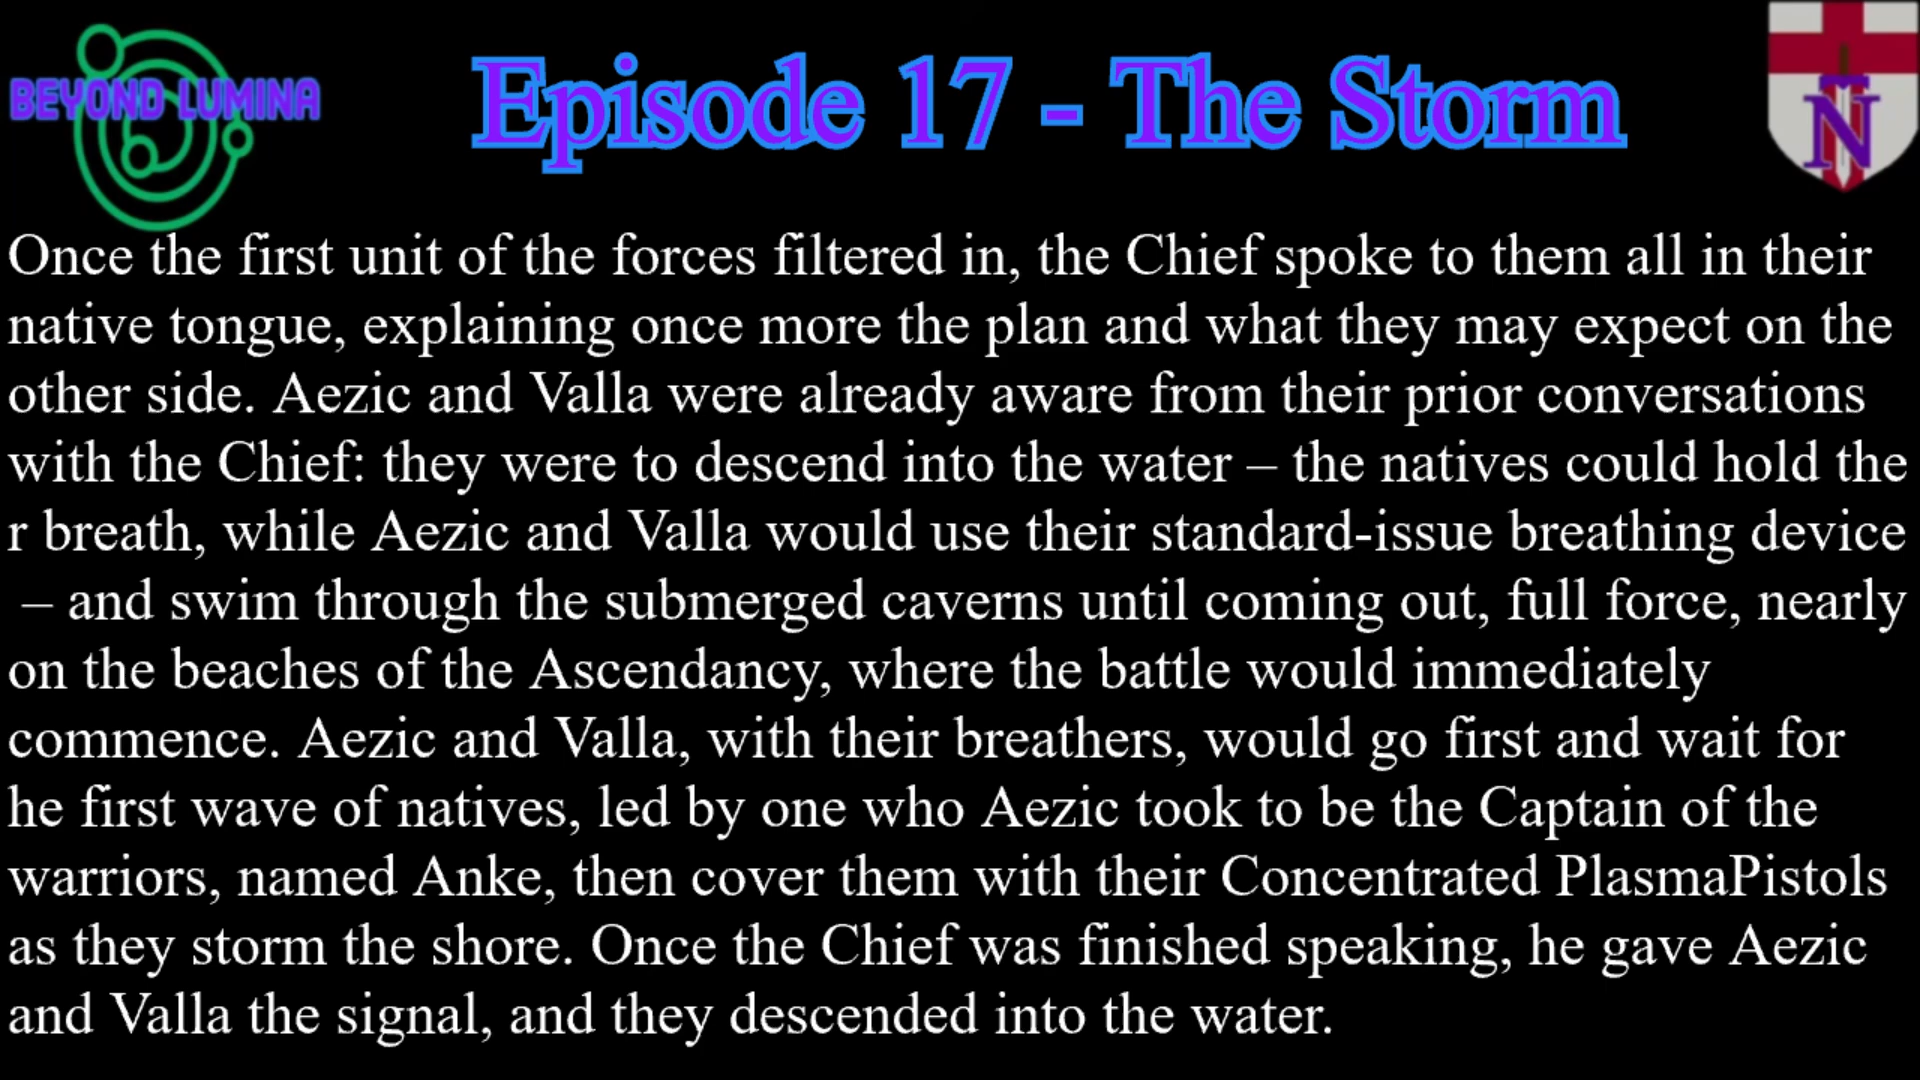 BEYOND LUMINA
Episode 17 - The Storm
N
Once the first unit of the forces filtered in, the Chief spoke to them all in their
native tongue, explaining once more the plan and what they may expect on the
other side. Aezic and Valla were already aware from their prior conversations
with the Chief: they were to descend into the water – the natives could hold the
r breath, while Aezic and Valla would use their standard-issue breathing device
– and swim through the submerged caverns until coming out, full force, nearly
on the beaches of the Ascendancy, where the battle would immediately
commence. Aezic and Valla, with their breathers, would go first and wait for
he first wave of natives, led by one who Aezic took to be the Captain of the
warriors, named Anke, then cover them with their Concentrated PlasmaPistols
as they storm the shore. Once the Chief was finished speaking, he gave Aezic
and Valla the signal, and they descended into the water.